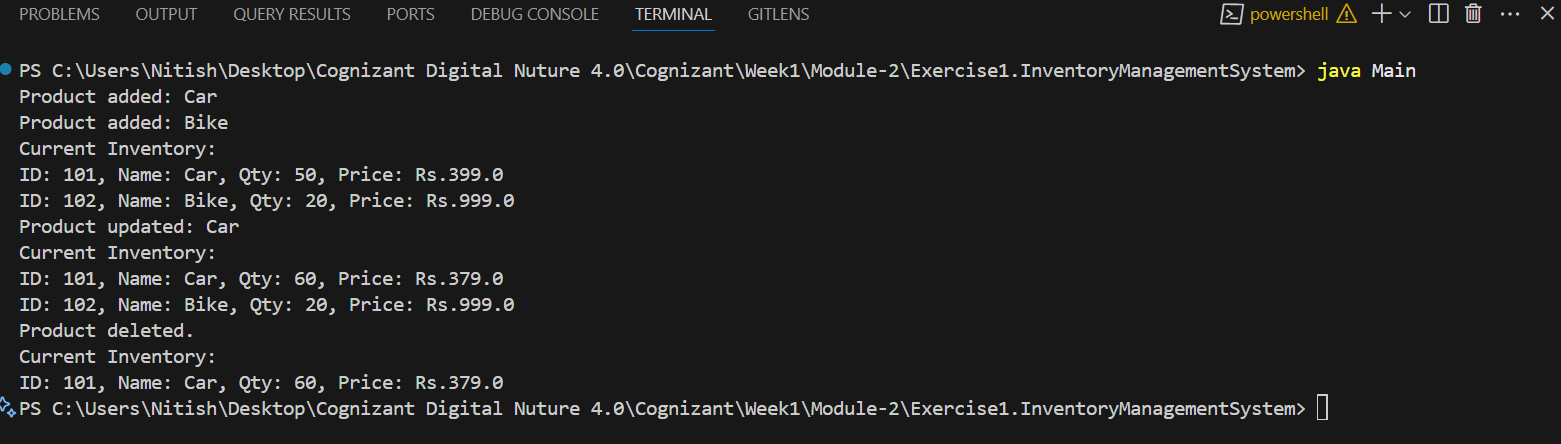 PROBLEMS OUTPUT QUERY RESULTS PORTS DEBUG CONSOLE TERMINAL GITLENS powershell
PS C:\Users\Nitish\Desktop\Cognizant Digital Nuture 4.0\Cognizant\Week1\Module-2\Exercise1.InventoryManagementSystem> java Main
Product added: Car
Product added: Bike
Current Inventory:
ID: 101, Name: Car, Qty: 50, Price: Rs.399.0
ID: 102, Name: Bike, Qty: 20, Price: Rs.999.0
Product updated: Car
Current Inventory:
ID: 101, Name: Car, Qty: 60, Price: Rs.379.0
ID: 102, Name: Bike, Qty: 20, Price: Rs.999.0
Product deleted.
Current Inventory:
ID: 101, Name: Car, Qty: 60, Price: Rs.379.0
PS C:\Users\Nitish\Desktop\Cognizant Digital Nuture 4.0\Cognizant\Week1\Module-2\Exercise1.InventoryManagementSystem>